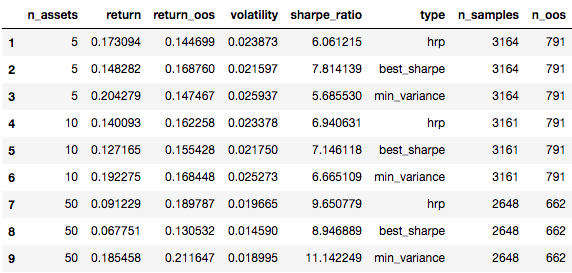 n_assets return return_oos volatility sharpe_ratio type n_samples n_oos
1 5 0.173094 0.144699 0.023873 6.061215 hrp 3164 791
2 5 0.148282 0.168760 0.021597 7.814139 best_sharpe 3164 791
3 5 0.204279 0.147467 0.025937 5.685530 min_variance 3164 791
4 10 0.140093 0.162258 0.023378 6.940631 hrp 3161 791
5 10 0.127165 0.155428 0.021750 7.146118 best_sharpe 3161 791
6 10 0.192275 0.168448 0.025273 6.665109 min_variance 3161 791
7 50 0.091229 0.189787 0.019665 9.650779 hrp 2648 662
8 50 0.067751 0.130532 0.014590 8.946889 best_sharpe 2648 662
9 50 0.185458 0.211647 0.018995 11.142249 min_variance 2648 662